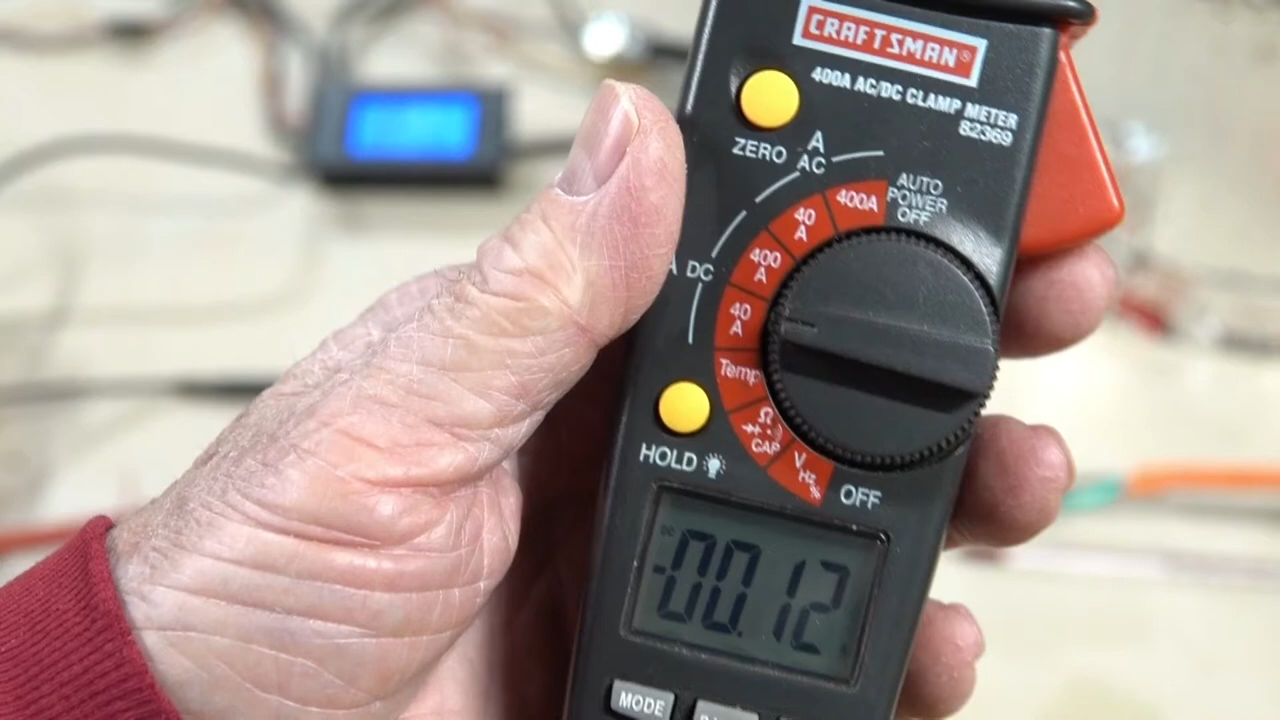 CRAFTSMAN®
400A AC/DC CLAMP METER
82369
ZERO
A
AC
AUTO
POWER
OFF
400A
40
A
400
A
A DC
40
A
Temp
Ω
CAP
V
Hz%
HOLD
OFF
DC
-00.12
MODE